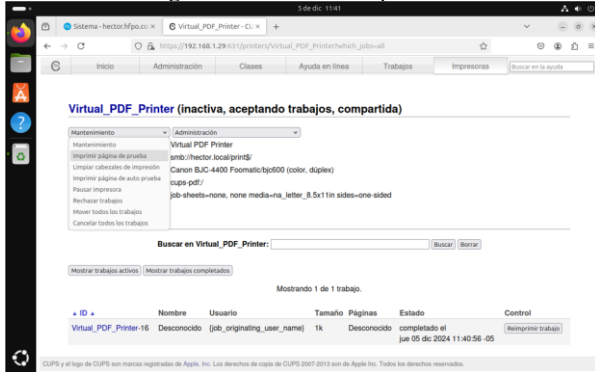 5 de dic 11:41
Sistema - hector.hfpo.co
Virtual_PDF_Printer - CU
https://192.168.1.29:631/printers/Virtual_PDF_Printer?which_jobs=all
Inicio Administración Clases Ayuda en línea Trabajos Impresoras Buscar en la ayuda
Virtual_PDF_Printer (inactiva, aceptando trabajos, compartida)
Mantenimiento Administración
Mantenimiento Virtual PDF Printer
Imprimir página de prueba smb://hector.local/print$/
Limpiar cabezales de impresión Canon BJC-4400 Foomatic/bjc600 (color, dúplex)
Imprimir página de auto prueba
Pausar impresora cups-pdf:/
Rechazar trabajos job-sheets=none, none media=na_letter_8.5x11in sides=one-sided
Mover todos los trabajos
Cancelar todos los trabajos
Buscar en Virtual_PDF_Printer: Buscar Borrar
Mostrar trabajos activos Mostrar trabajos completados
Mostrando 1 de 1 trabajo.
ID Nombre Usuario Tamaño Páginas Estado Control
Virtual_PDF_Printer-16 Desconocido {job_originating_user_name} 1k Desconocido completado el Reimprimir trabajo
jue 05 dic 2024 11:40:56 -05
CUPS y el logo de CUPS son marcas registradas de Apple, Inc. Los derechos de copia de CUPS 2007-2013 son de Apple Inc. Todos los derechos reservados.